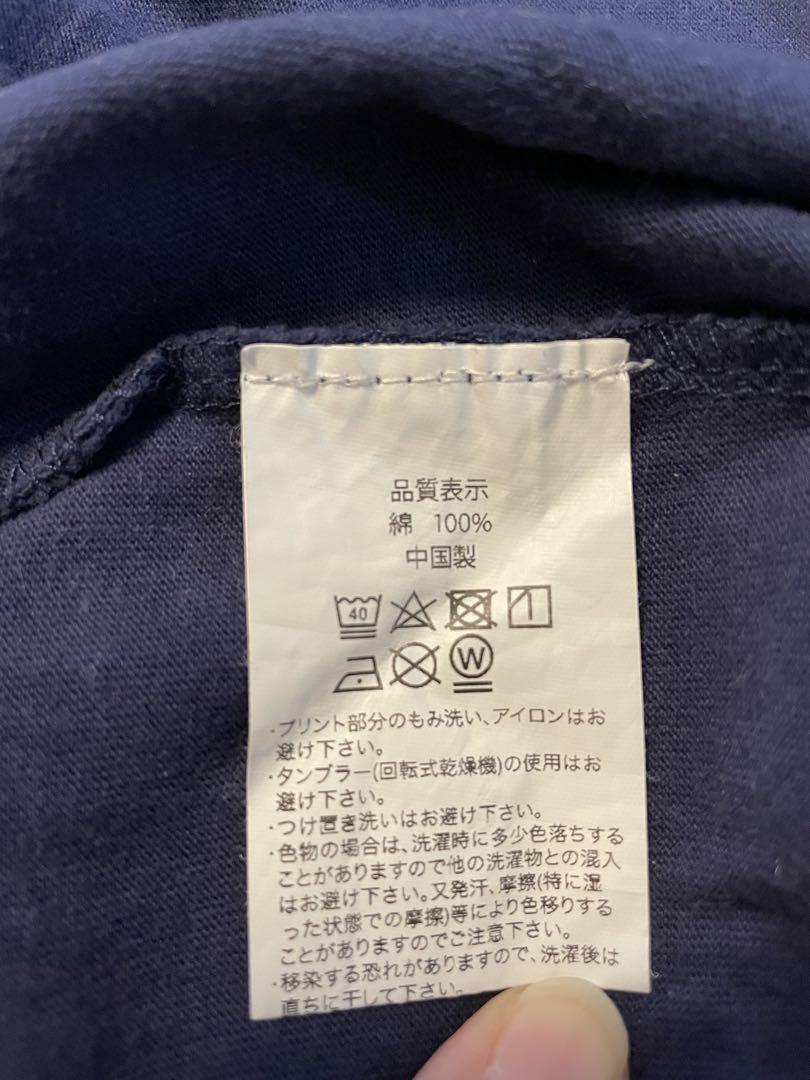 品質表示
綿 100%
中国製
40
W
・プリント部分のもみ洗い、アイロンはお
避け下さい。
・タンブラー(回転式乾燥機)の使用はお
避け下さい。
・つけ置き洗いはお避け下さい。
・色物の場合は、洗濯時に多少色落ちする
ことがありますので他の洗濯物との混入
はお避け下さい。又発汗、摩擦(特に湿
った状態での摩擦)等により色移りする
ことがありますのでご注意下さい。
・移染する恐れがありますので、洗濯後は
直ちに干して下さい。